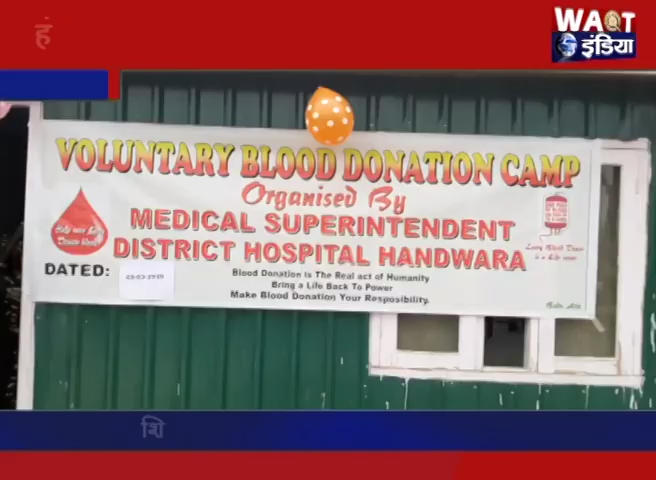 हं
WAQT
इंडिया
VOLUNTARY BLOOD DONATION CAMP
Organised By
MEDICAL SUPERINTENDENT
DISTRICT HOSPITAL HANDWARA
DATED:
Blood Donation is The Real act of Humanity
Bring a Life Back To Power
Make Blood Donation Your Resposibility.
शि